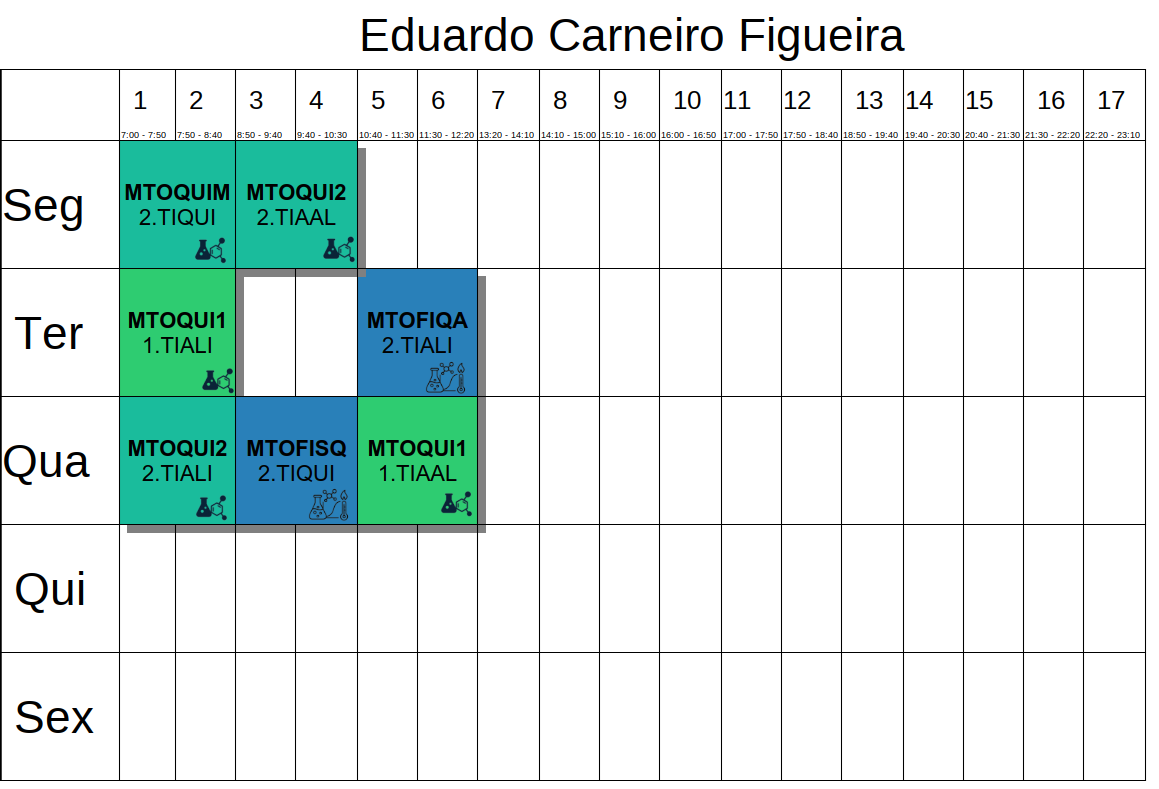 Eduardo Carneiro Figueira
1 2 3 4 5 6 7 8 9 10 11 12 13 14 15 16 17
7:00 - 7:50 7:50 - 8:40 8:50 - 9:40 9:40 - 10:30 10:40 - 11:30 11:30 - 12:20 13:20 - 14:10 14:10 - 15:00 15:10 - 16:00 16:00 - 16:50 17:00 - 17:50 17:50 - 18:40 18:50 - 19:40 19:40 - 20:30 20:40 - 21:30 21:30 - 22:20 22:20 - 23:10
Seg
MTOQUIM MTOQUI2
2.TIQUI 2.TIAAL
Ter
MTOQUI1 MTOFIQA
1.TIALI 2.TIALI
Qua
MTOQUI2 MTOFISQ MTOQUI1
2.TIALI 2.TIQUI 1.TIAAL
Qui
Sex